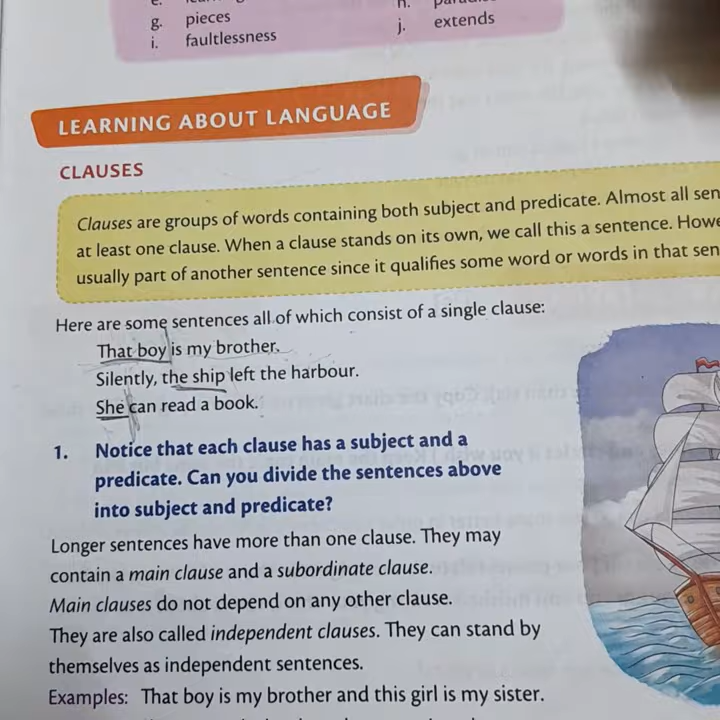 g. pieces
i. faultlessness
j. extends
LEARNING ABOUT LANGUAGE
CLAUSES
Clauses are groups of words containing both subject and predicate. Almost all
at least one clause. When a clause stands on its own, we call this a sentence.
usually part of another sentence since it qualifies some word or words in that
Here are some sentences all of which consist of a single clause:
That boy is my brother.
Silently, the ship left the harbour.
She can read a book.
1. Notice that each clause has a subject and a
predicate. Can you divide the sentences above
into subject and predicate?
Longer sentences have more than one clause. They may
contain a main clause and a subordinate clause.
Main clauses do not depend on any other clause.
They are also called independent clauses. They can stand by
themselves as independent sentences.
Examples: That boy is my brother and this girl is my sister.